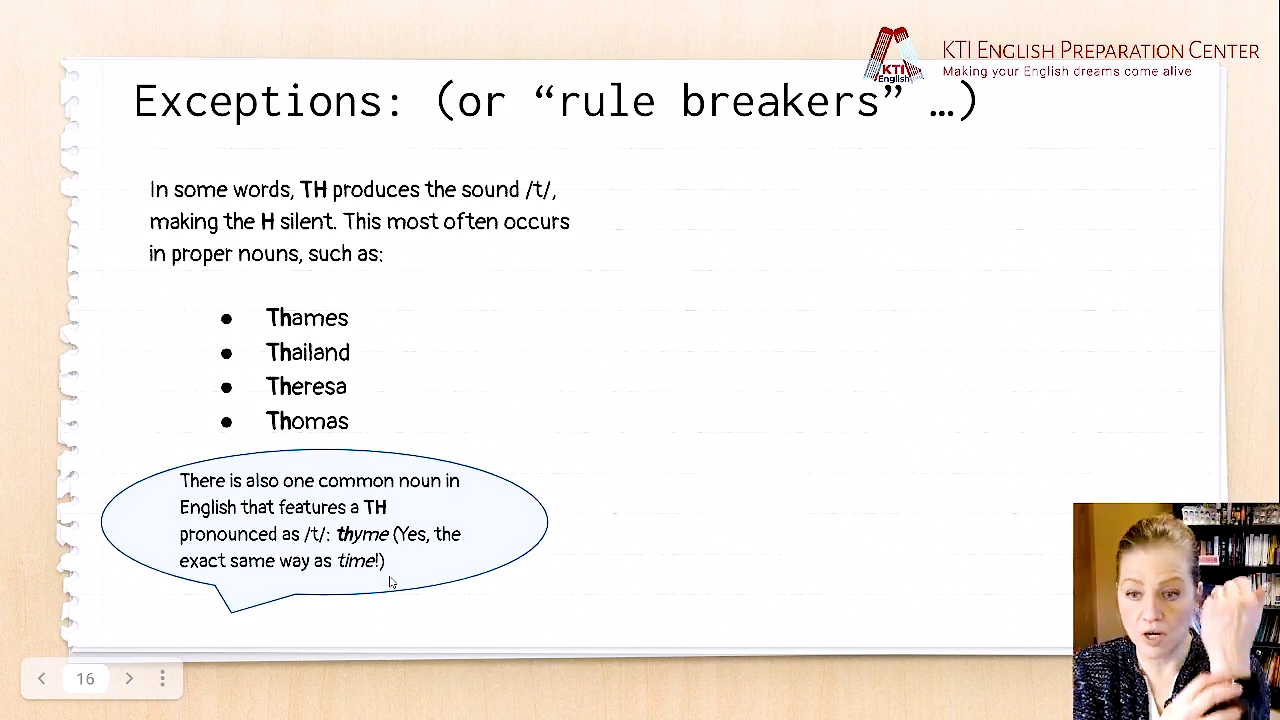 KTI
English
KTI ENGLISH PREPARATION CENTER
Making your English dreams come alive
Exceptions: (or “rule breakers” …)
In some words, TH produces the sound /t/,
making the H silent. This most often occurs
in proper nouns, such as:
● Thames
● Thailand
● Theresa
● Thomas
There is also one common noun in
English that features a TH
pronounced as /t/: thyme (Yes, the
exact same way as time!)
16